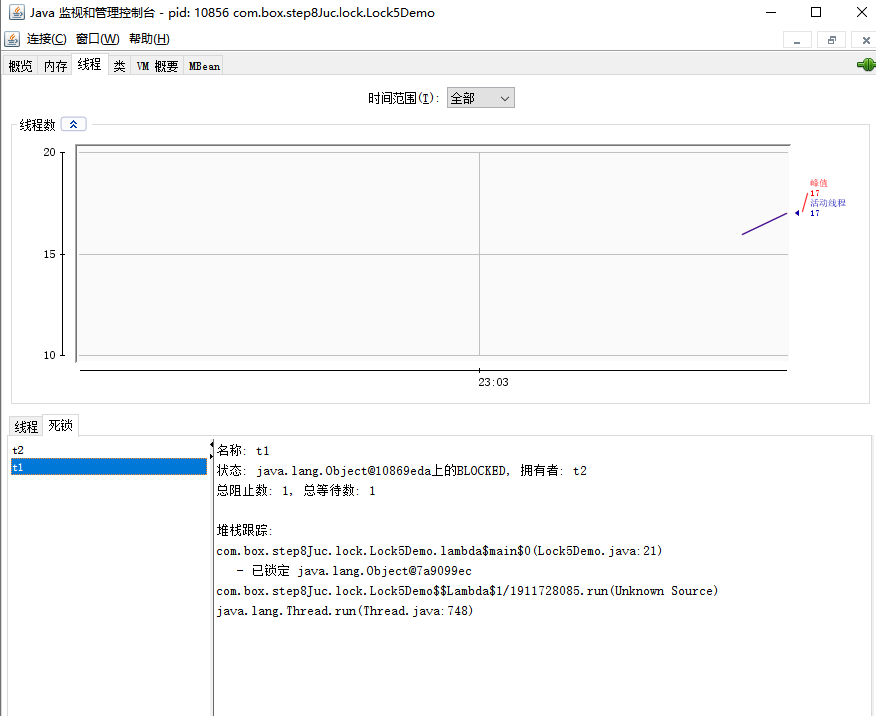 Java 监视和管理控制台 - pid: 10856 com.box.step8Juc.lock.Lock5Demo
连接(C) 窗口(W) 帮助(H)
概览 内存 线程 类 VM 概要 MBean
时间范围(T): 全部
线程数
20
15
10
峰值
17
活动线程
17
23:03
线程 死锁
t2
t1
名称: t1
状态: java.lang.Object@10869eda上的BLOCKED, 拥有者: t2
总阻止数: 1, 总等待数: 1
堆栈跟踪:
com.box.step8Juc.lock.Lock5Demo.lambda$main$0(Lock5Demo.java:21)
- 已锁定 java.lang.Object@7a9099ec
com.box.step8Juc.lock.Lock5Demo$$Lambda$1/1911728085.run(Unknown Source)
java.lang.Thread.run(Thread.java:748)